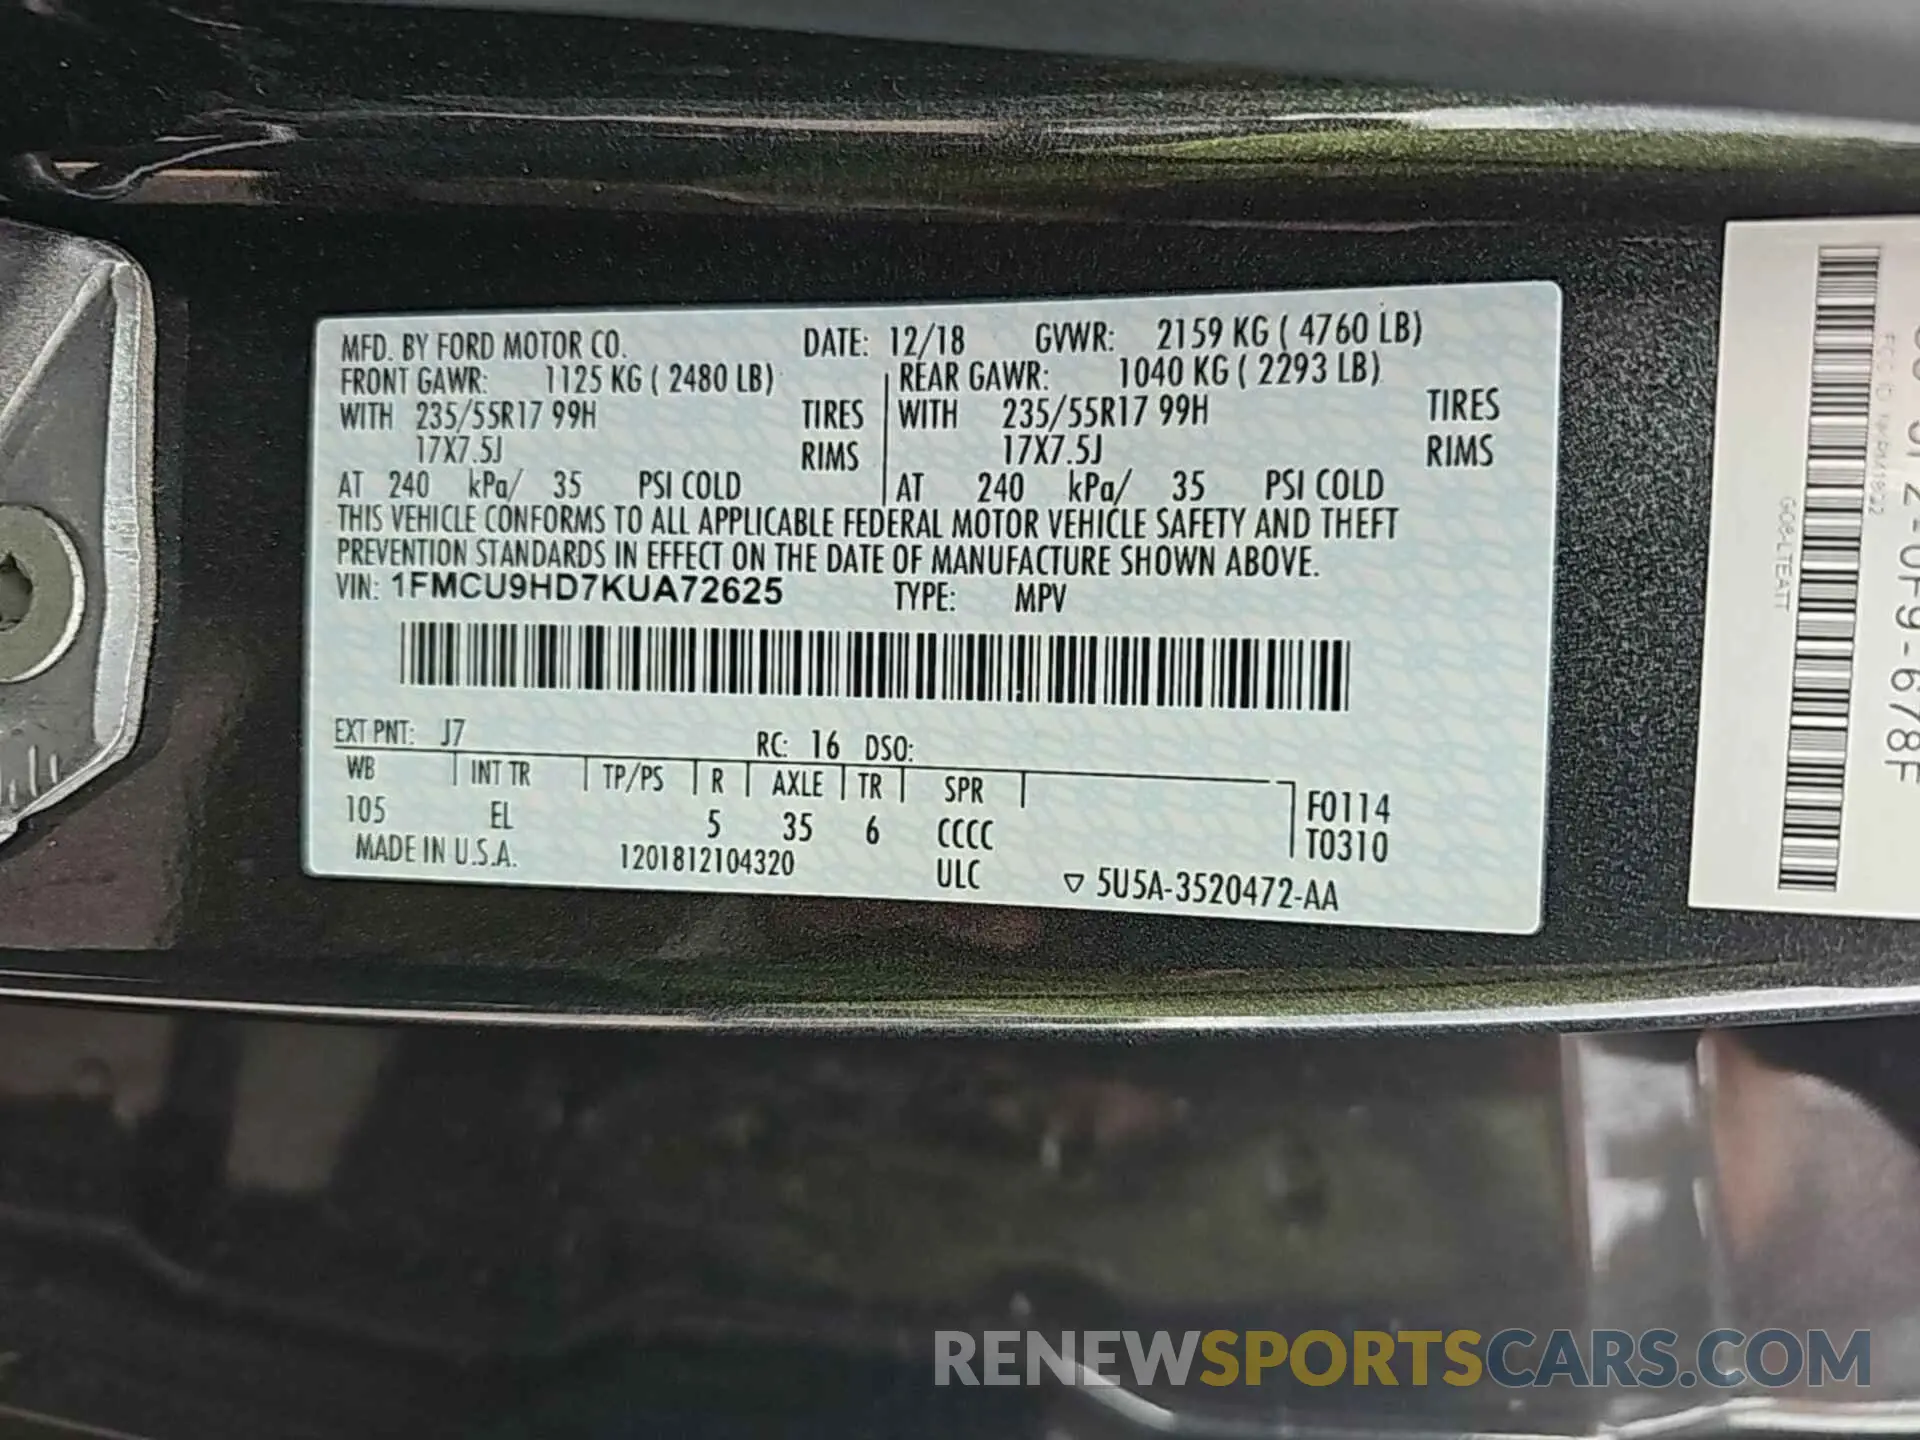 MFD. BY FORD MOTOR CO. DATE: 12/18 GVWR: 2159 KG ( 4760 LB)
FRONT GAWR: 1125 KG ( 2480 LB) REAR GAWR: 1040 KG ( 2293 LB)
WITH 235/55R17 99H TIRES WITH 235/55R17 99H TIRES
17X7.5J RIMS 17X7.5J RIMS
AT 240 kPa/ 35 PSI COLD AT 240 kPa/ 35 PSI COLD
THIS VEHICLE CONFORMS TO ALL APPLICABLE FEDERAL MOTOR VEHICLE SAFETY AND THEFT
PREVENTION STANDARDS IN EFFECT ON THE DATE OF MANUFACTURE SHOWN ABOVE.
VIN: 1FMCU9HD7KUA72625 TYPE: MPV
EXT PNT: J7 RC: 16 DSO:
WB INT TR TP/PS R AXLE TR SPR
105 EL 5 35 6 CCCC F0114
T0310
MADE IN U.S.A. 1201812104320 ULC ▽ 5U5A-3520472-AA
G08-LTEATT
RENEWSPORTSCARS.COM